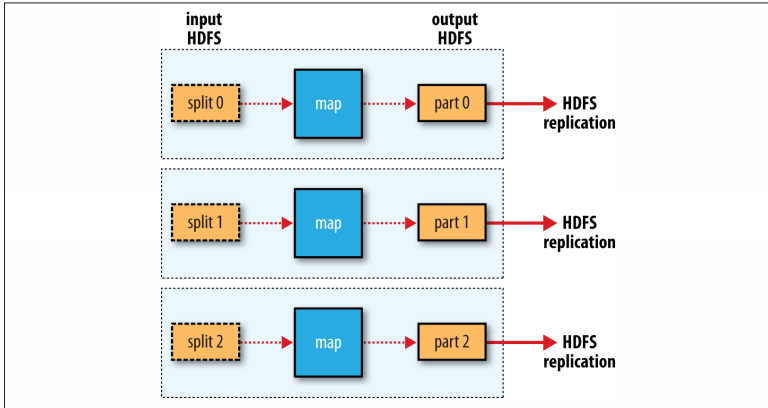 input
HDFS
output
HDFS
split 0
map
part 0
HDFS
replication
split 1
map
part 1
HDFS
replication
split 2
map
part 2
HDFS
replication